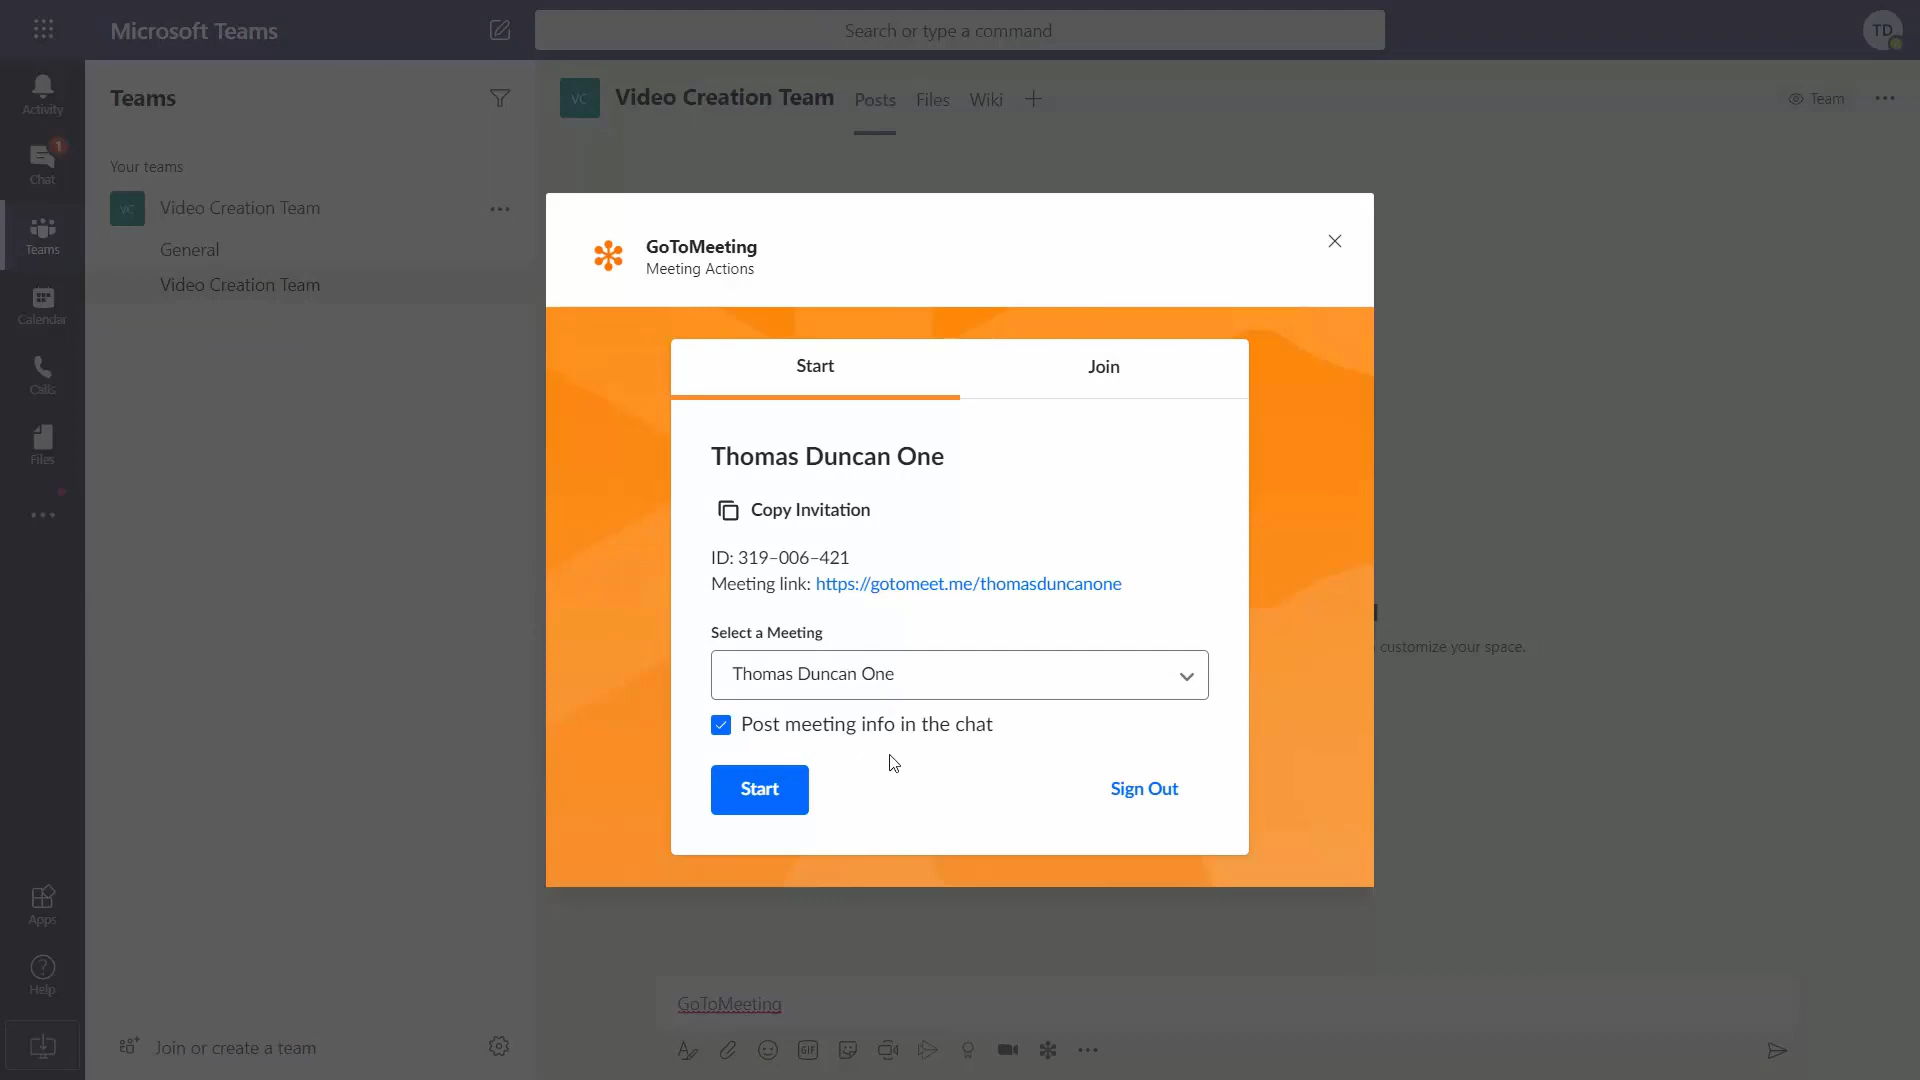 Microsoft Teams
Search or type a command
TD
Activity
1
Chat
Teams
Calendar
Calls
Files
Apps
Help
Teams
Your teams
VC
Video Creation Team
General
Video Creation Team
Join or create a team
VC
Video Creation Team
Posts
Files
Wiki
Team
GoToMeeting
Meeting Actions
Start
Join
Thomas Duncan One
Copy Invitation
ID: 319-006-421
Meeting link: https://gotomeet.me/thomasduncanone
Select a Meeting
Thomas Duncan One
Post meeting info in the chat
Start
Sign Out
customize your space.
GoToMeeting
GIF